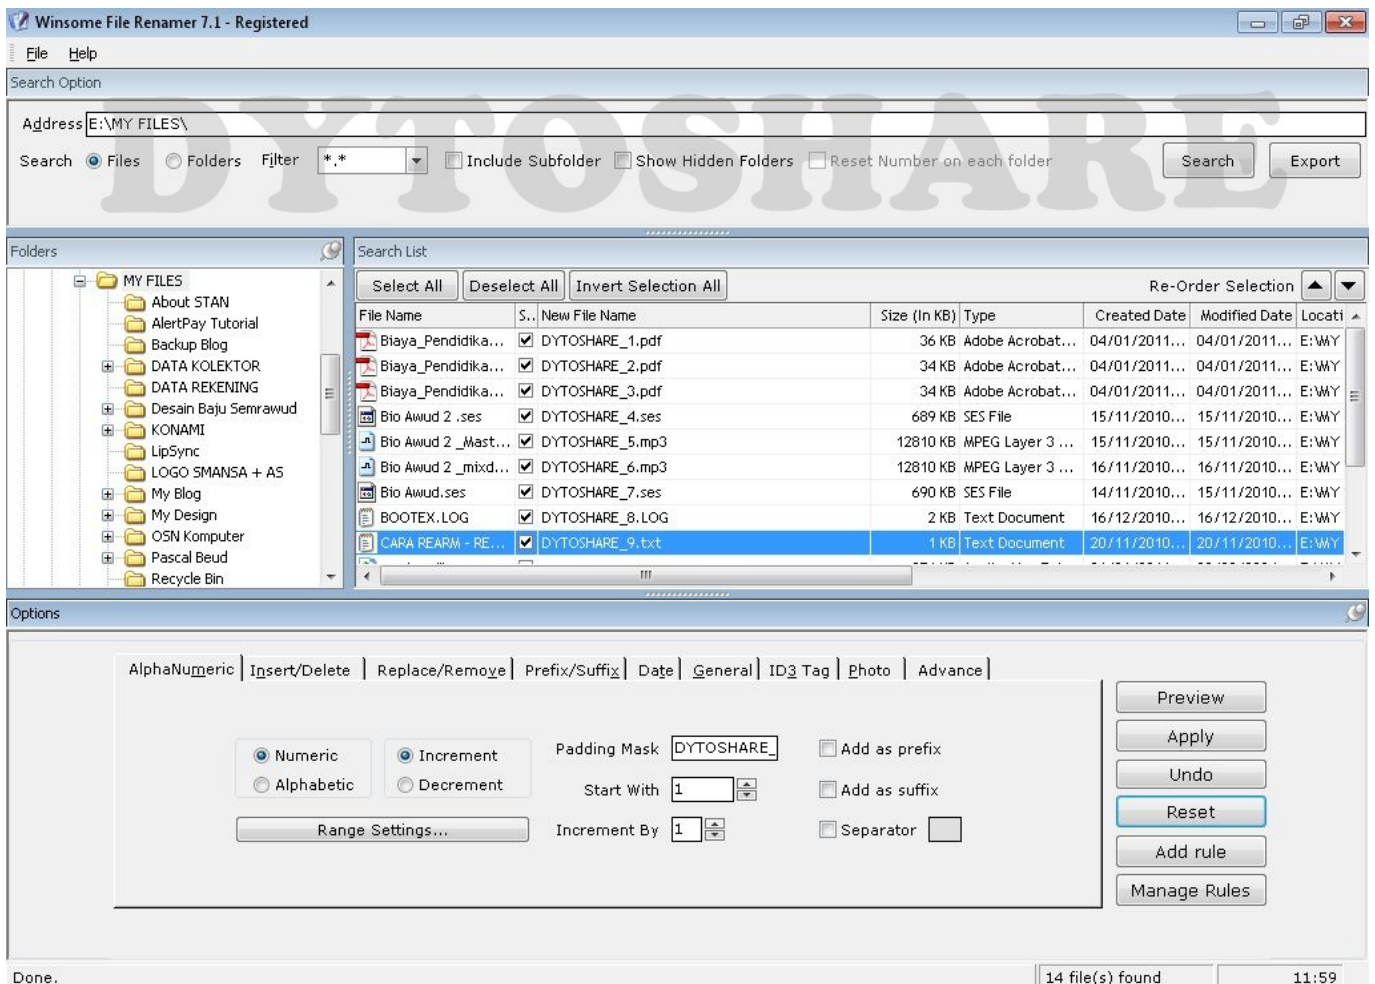 Winsome File Renamer 7.1 - Registered
File Help
Search Option
DYTOSHARE
Address E:\MY FILES\
Search Files Folders Filter *.* Include Subfolder Show Hidden Folders Reset Number on each folder Search Export
Folders
MY FILES
About STAN
AlertPay Tutorial
Backup Blog
DATA KOLEKTOR
DATA REKENING
Desain Baju Semrawud
KONAMI
LipSync
LOGO SMANSA + AS
My Blog
My Design
OSN Komputer
Pascal Beud
Recycle Bin
Search List
Select All Deselect All Invert Selection All Re-Order Selection
File Name S.. New File Name Size (In KB) Type Created Date Modified Date Locati
Biaya_Pendidika... DYTOSHARE_1.pdf 36 KB Adobe Acrobat... 04/01/2011... 04/01/2011... E:\MY
Biaya_Pendidika... DYTOSHARE_2.pdf 34 KB Adobe Acrobat... 04/01/2011... 04/01/2011... E:\MY
Biaya_Pendidika... DYTOSHARE_3.pdf 34 KB Adobe Acrobat... 04/01/2011... 04/01/2011... E:\MY
Bio Awud 2 .ses DYTOSHARE_4.ses 689 KB SES File 15/11/2010... 15/11/2010... E:\MY
Bio Awud 2 _Mast... DYTOSHARE_5.mp3 12810 KB MPEG Layer 3 ... 15/11/2010... 15/11/2010... E:\MY
Bio Awud 2 _mixd... DYTOSHARE_6.mp3 12810 KB MPEG Layer 3 ... 16/11/2010... 16/11/2010... E:\MY
Bio Awud.ses DYTOSHARE_7.ses 690 KB SES File 14/11/2010... 15/11/2010... E:\MY
BOOTEX.LOG DYTOSHARE_8.LOG 2 KB Text Document 16/12/2010... 16/12/2010... E:\MY
CARA REARM - RE... DYTOSHARE_9.txt 1 KB Text Document 20/11/2010... 20/11/2010... E:\MY
Options
AlphaNumeric Insert/Delete Replace/Remove Prefix/Suffix Date General ID3 Tag Photo Advance
Numeric Increment Padding Mask DYTOSHARE_ Add as prefix
Alphabetic Decrement Start With 1 Add as suffix
Range Settings... Increment By 1 Separator
Preview
Apply
Undo
Reset
Add rule
Manage Rules
Done. 14 file(s) found 11:59